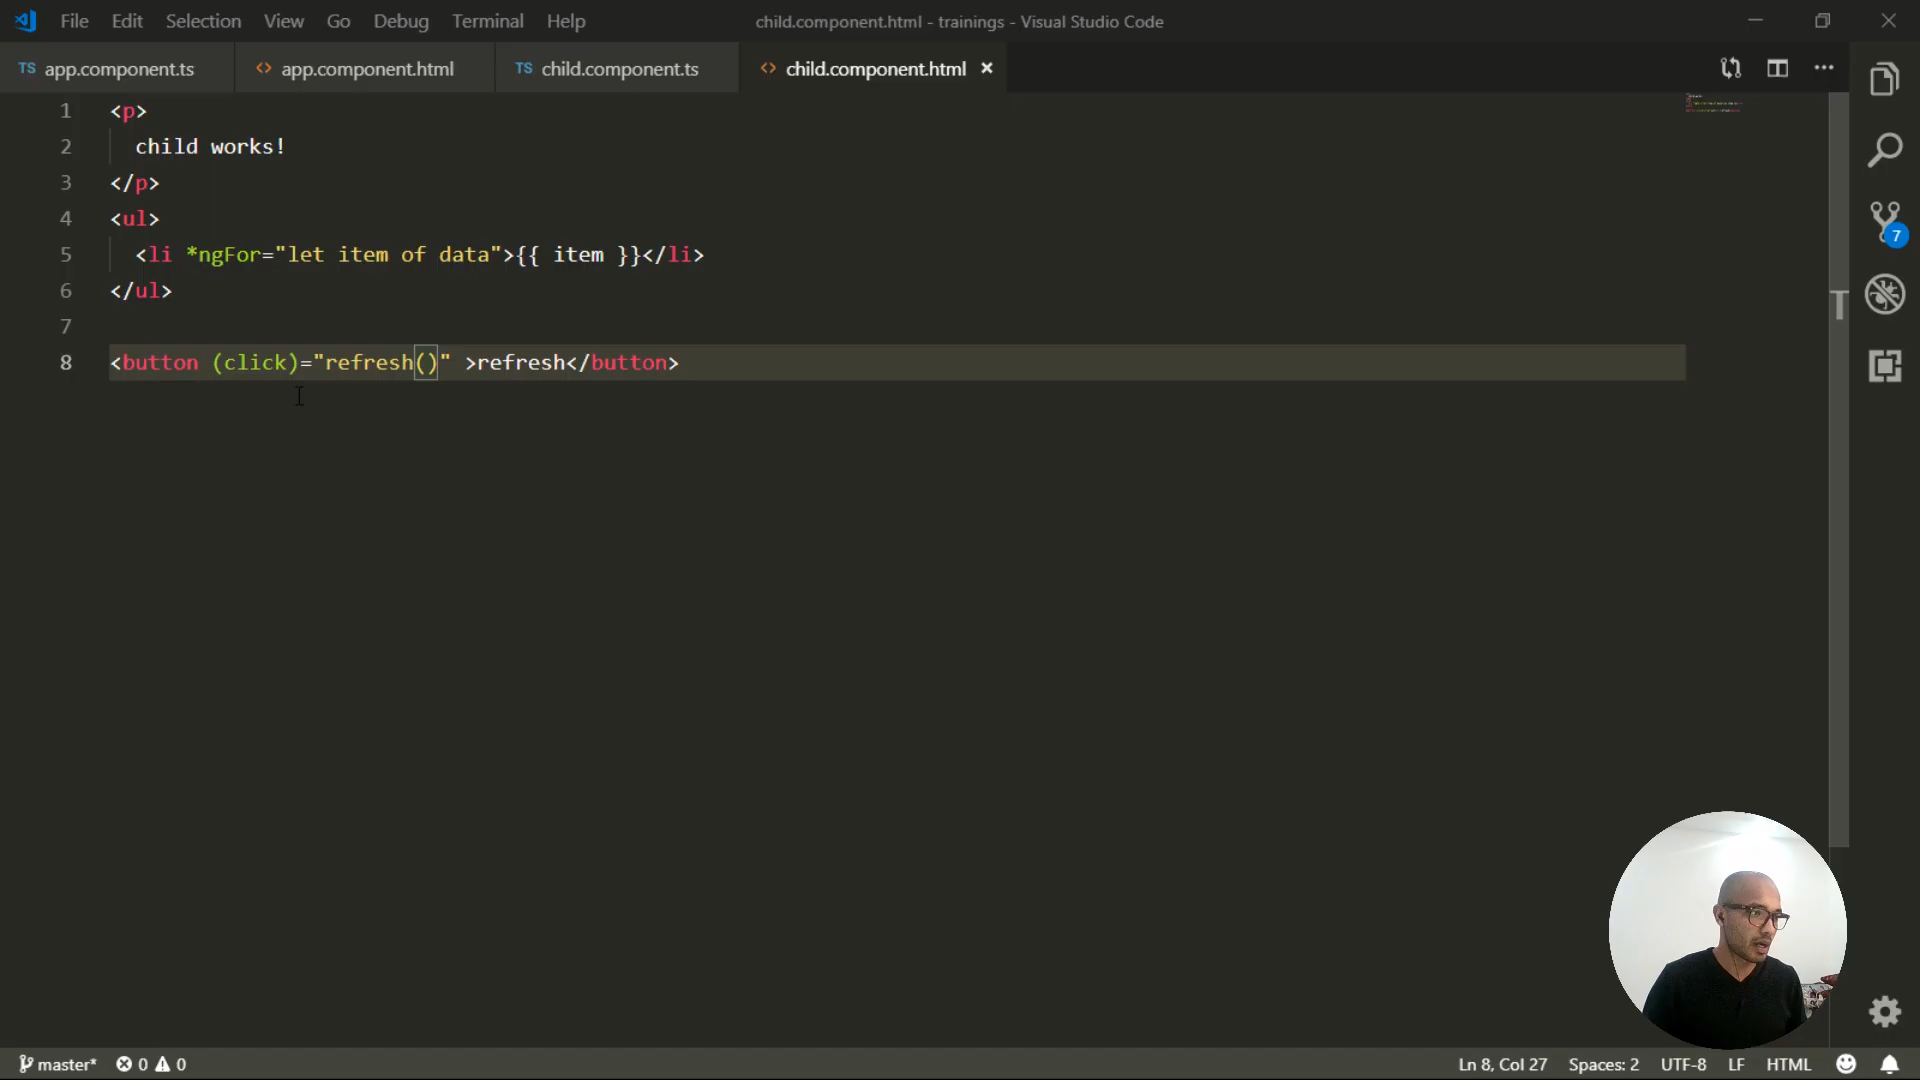 File Edit Selection View Go Debug Terminal Help child.component.html - trainings - Visual Studio Code
TS app.component.ts <> app.component.html TS child.component.ts <> child.component.html ×
1 <p>
2 child works!
3 </p>
4 <ul>
5 <li *ngFor="let item of data">{{ item }}</li>
6 </ul>
7
8 <button (click)="refresh()" >refresh</button>
7
master* 0 0 Ln 8, Col 27 Spaces: 2 UTF-8 LF HTML